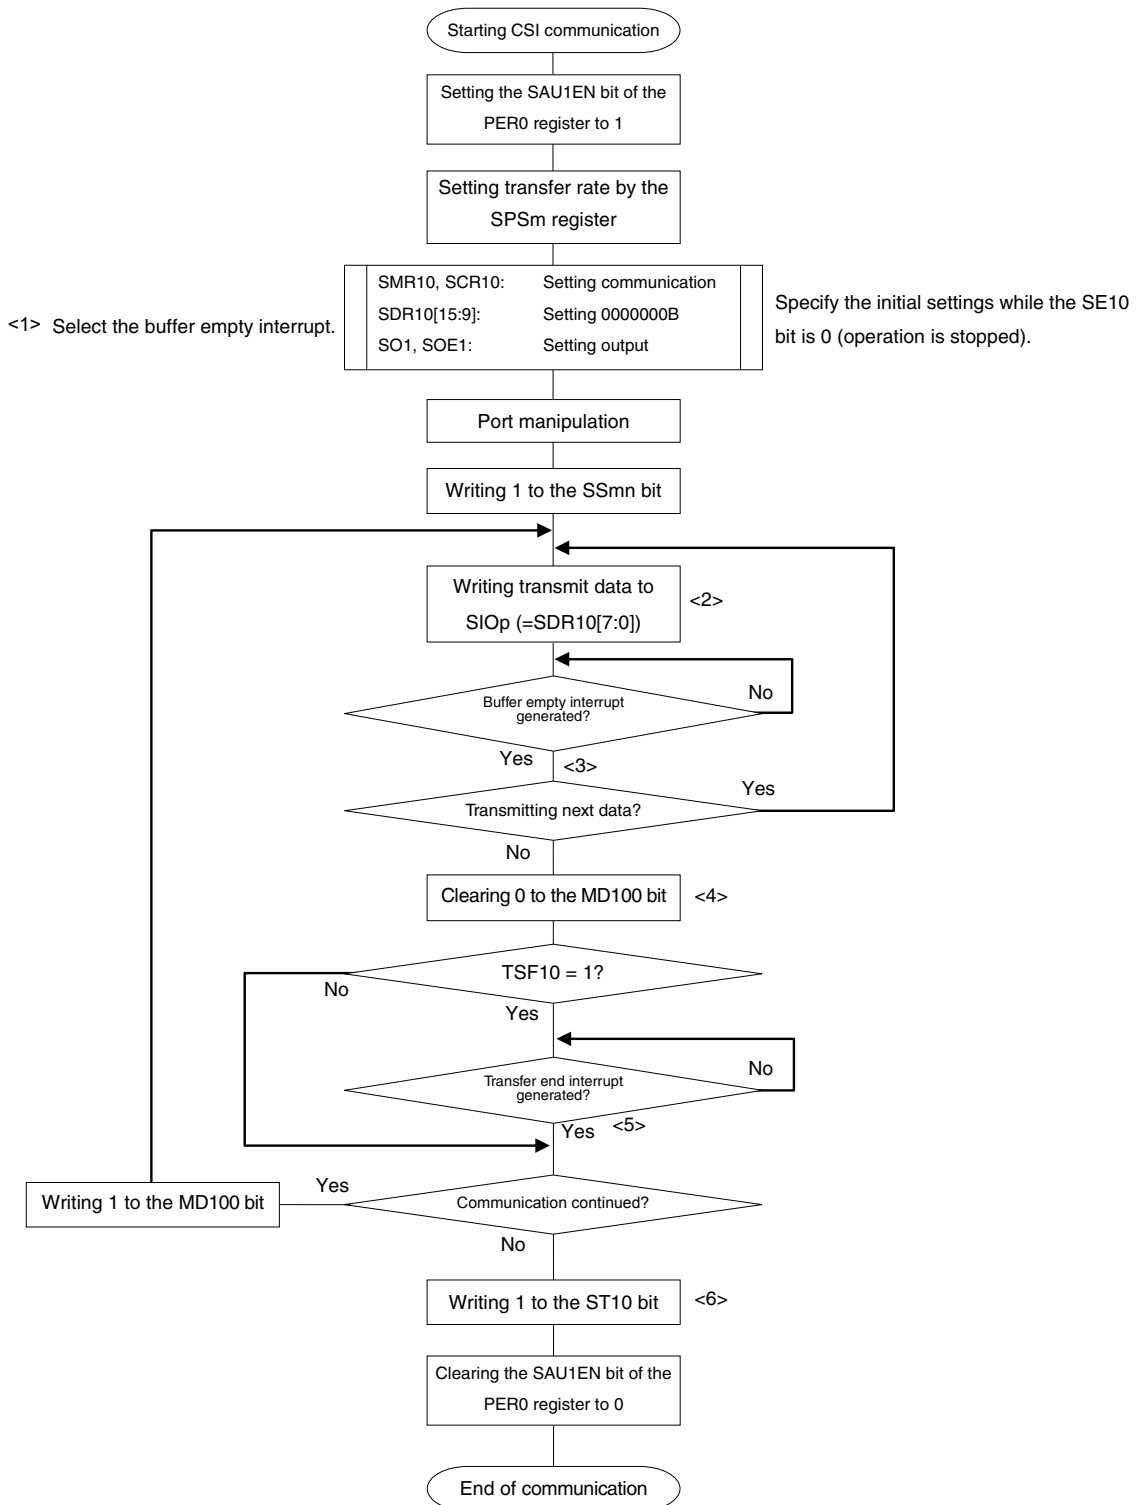 Starting CSI communication
Setting the SAU1EN bit of the
PER0 register to 1
Setting transfer rate by the
SPSm register
<1> Select the buffer empty interrupt.
SMR10, SCR10: Setting communication
SDR10[15:9]: Setting 0000000B
SO1, SOE1: Setting output
Specify the initial settings while the SE10
bit is 0 (operation is stopped).
Port manipulation
Writing 1 to the SSmn bit
Writing transmit data to
SIOp (=SDR10[7:0])
<2>
No
Buffer empty interrupt
generated?
Yes
<3>
Yes
Transmitting next data?
No
Clearing 0 to the MD100 bit
<4>
TSF10 = 1?
No
Yes
No
Transfer end interrupt
generated?
Yes
<5>
Yes
Writing 1 to the MD100 bit
Communication continued?
No
Writing 1 to the ST10 bit
<6>
Clearing the SAU1EN bit of the
PER0 register to 0
End of communication